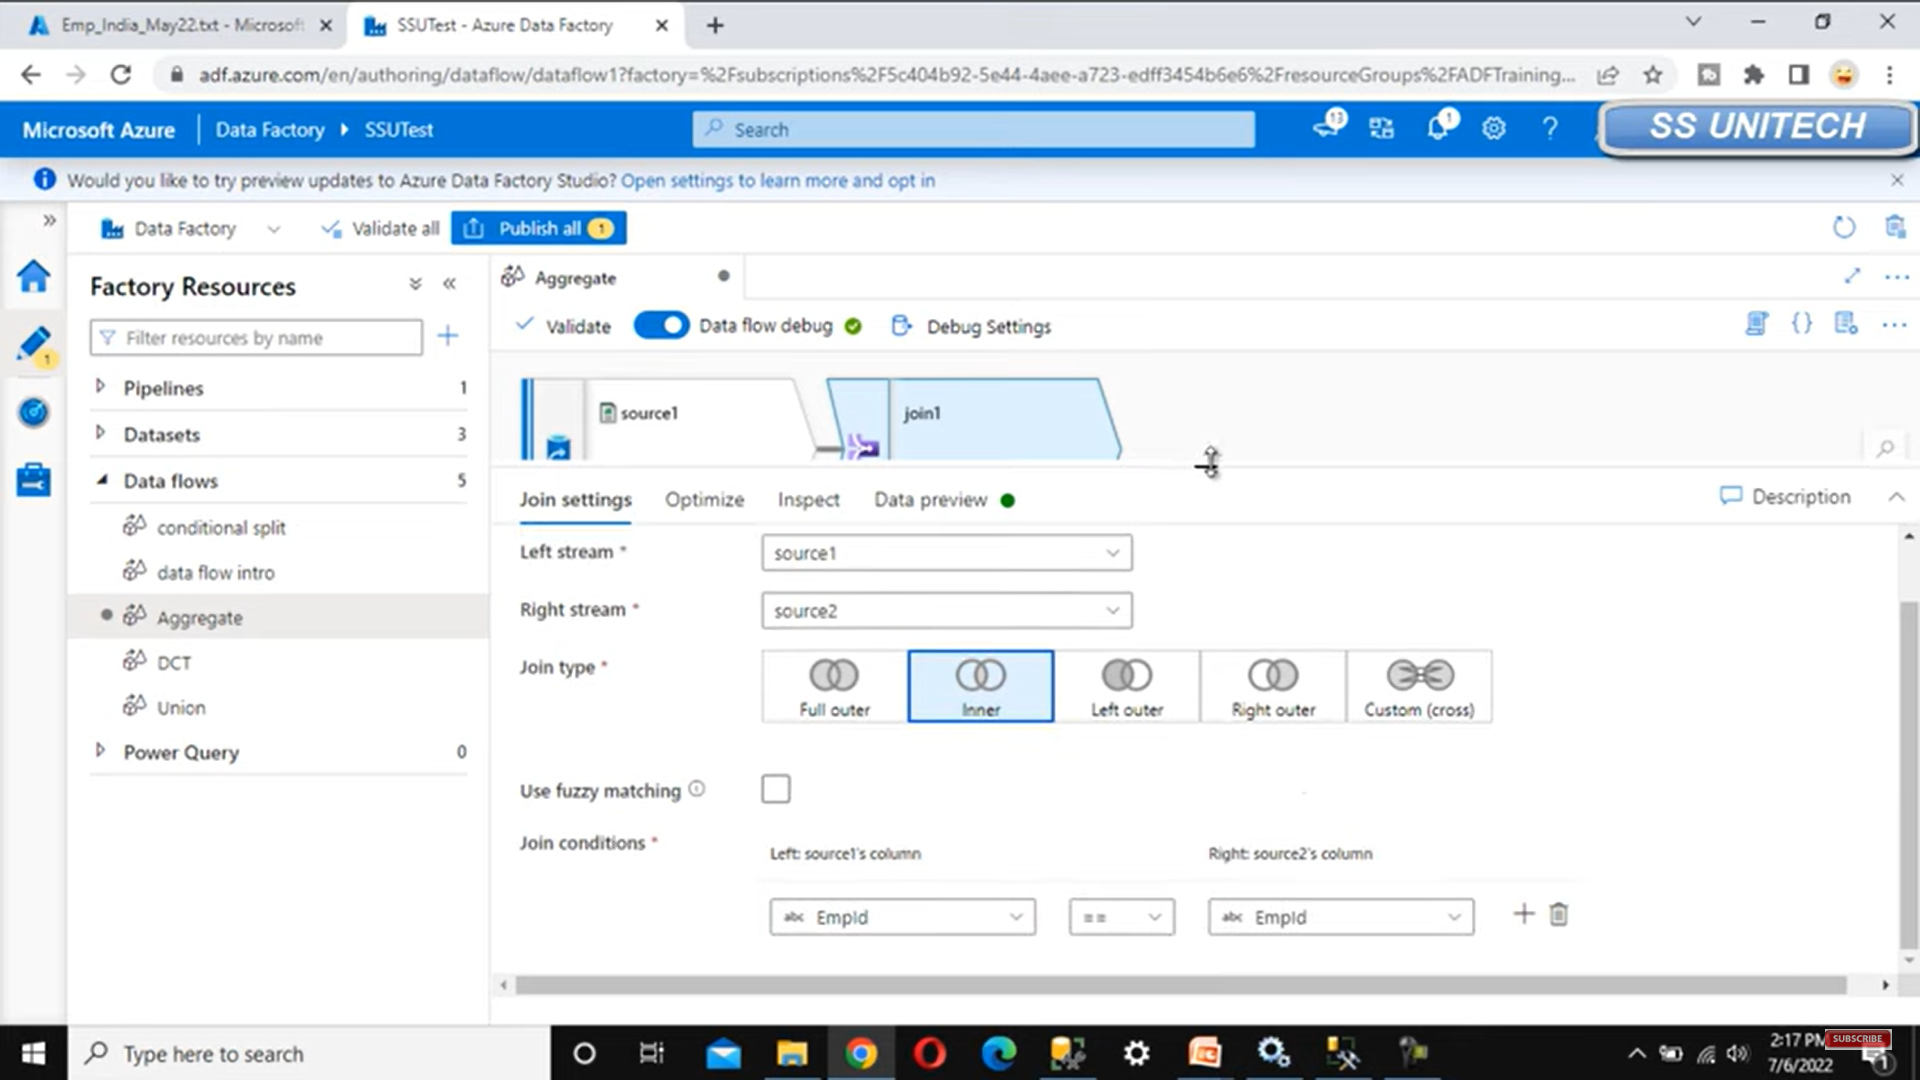 Emp_India_May22.txt - Microsof
SSUTest - Azure Data Factory
adf.azure.com/en/authoring/dataflow/dataflow1?factory=%2Fsubscriptions%2F5c404b92-5e44-4aee-a723-edff3454b6e6%2FresourceGroups%2FADFTraining...
Microsoft Azure
Data Factory
SSUTest
Search
13
1
SS UNITECH
Would you like to try preview updates to Azure Data Factory Studio? Open settings to learn more and opt in
Data Factory
Validate all
Publish all 1
Factory Resources
Aggregate
Filter resources by name
Validate
Data flow debug
Debug Settings
1
Pipelines 1
Datasets 3
Data flows 5
conditional split
data flow intro
Aggregate
DCT
Union
Power Query 0
source1
join1
Join settings
Optimize
Inspect
Data preview
Description
Left stream *
source1
Right stream *
source2
Join type *
Full outer
Inner
Left outer
Right outer
Custom (cross)
Use fuzzy matching
Join conditions *
Left: source1's column
Right: source2's column
abc EmpId
==
abc EmpId
Type here to search
2:17 PM
7/6/2022
SUBSCRIBE
1